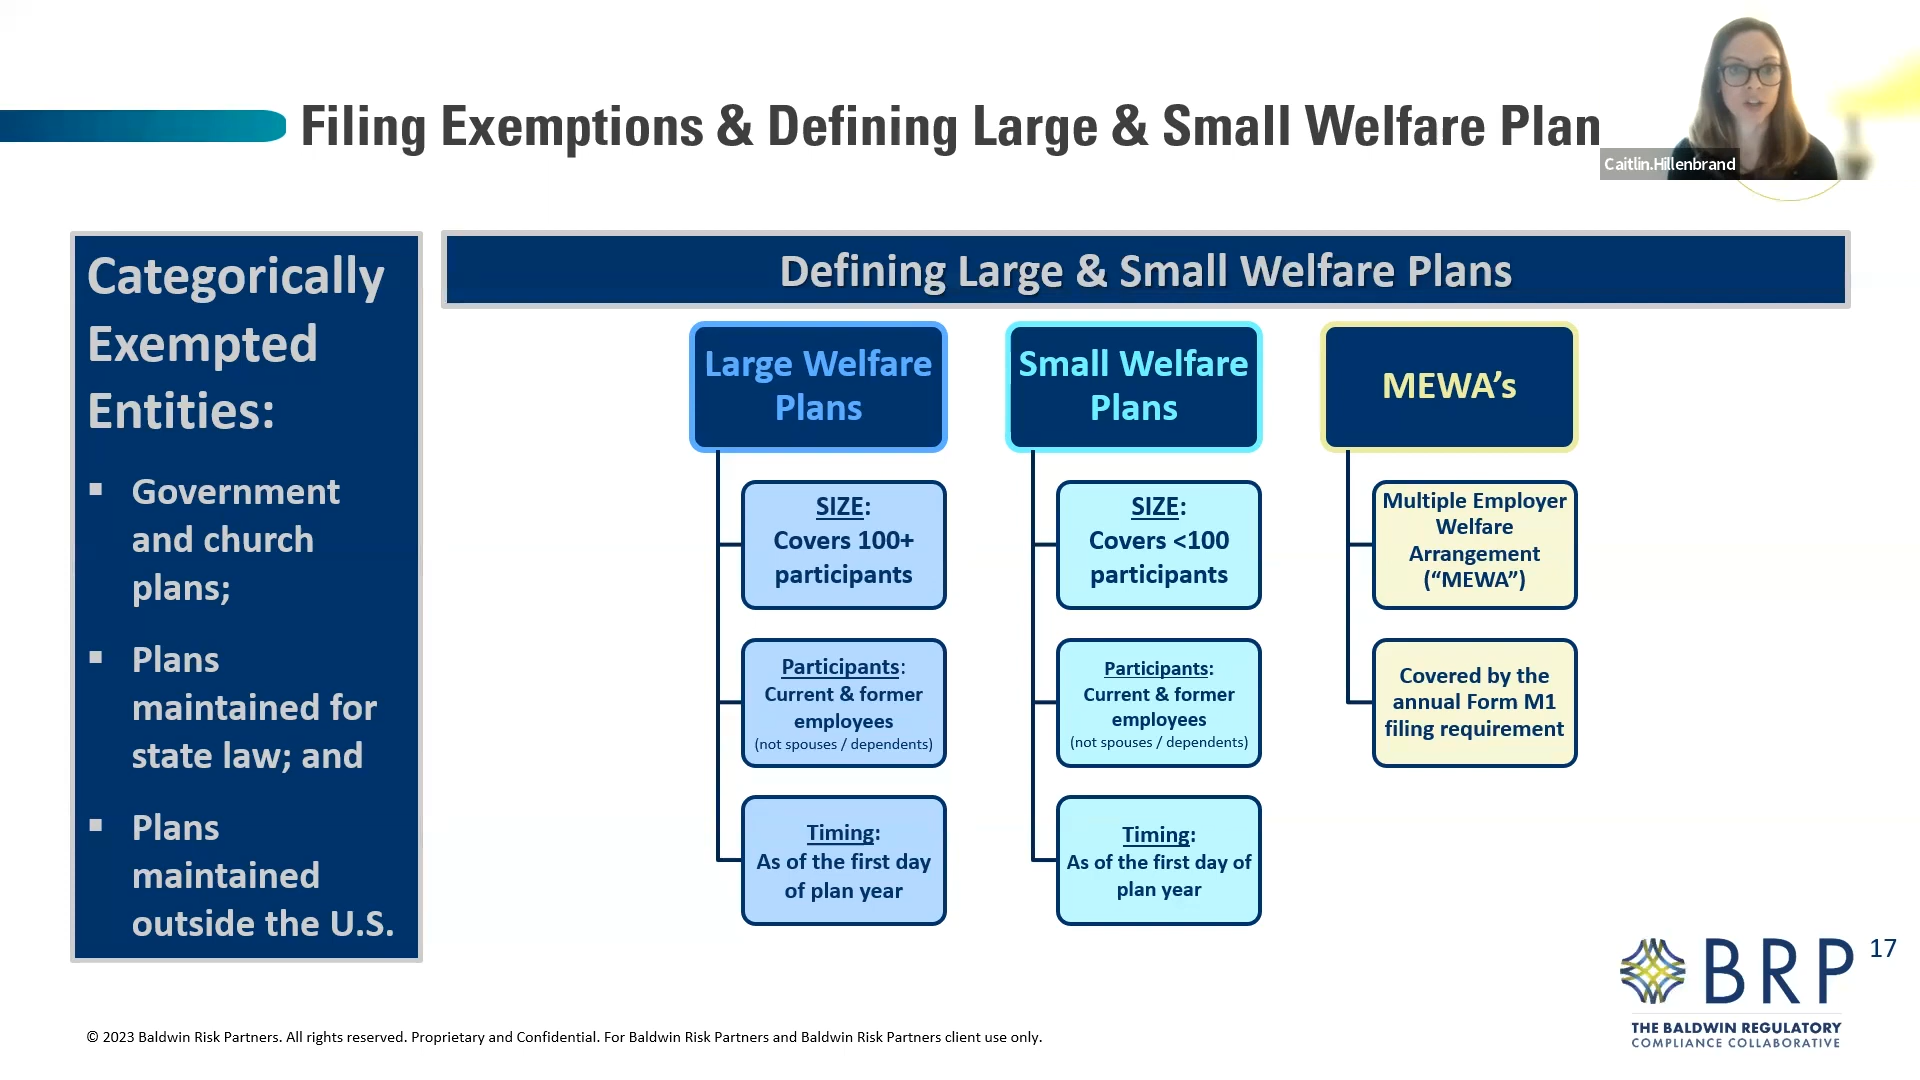 Filing Exemptions & Defining Large & Small Welfare Plan
Caitlin.Hillenbrand
Categorically
Exempted
Entities:
▪ Government
and church
plans;
▪ Plans
maintained for
state law; and
▪ Plans
maintained
outside the U.S.
Defining Large & Small Welfare Plans
Large Welfare
Plans
SIZE:
Covers 100+
participants
Participants:
Current & former
employees
(not spouses / dependents)
Timing:
As of the first day
of plan year
Small Welfare
Plans
SIZE:
Covers <100
participants
Participants:
Current & former
employees
(not spouses / dependents)
Timing:
As of the first day of
plan year
MEWA’s
Multiple Employer
Welfare
Arrangement
(“MEWA”)
Covered by the
annual Form M1
filing requirement
BRP
17
THE BALDWIN REGULATORY
COMPLIANCE COLLABORATIVE
© 2023 Baldwin Risk Partners. All rights reserved. Proprietary and Confidential. For Baldwin Risk Partners and Baldwin Risk Partners client use only.